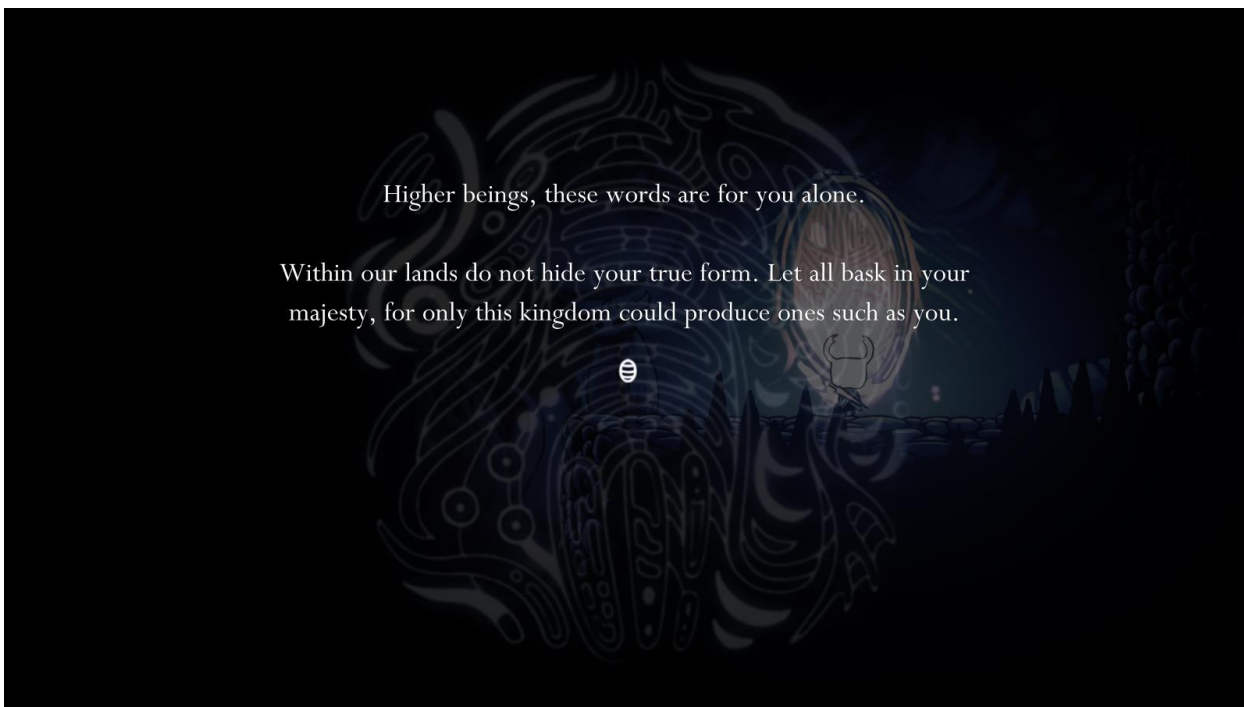 Higher beings, these words are for you alone.
Within our lands do not hide your true form. Let all bask in your
majesty, for only this kingdom could produce ones such as you.